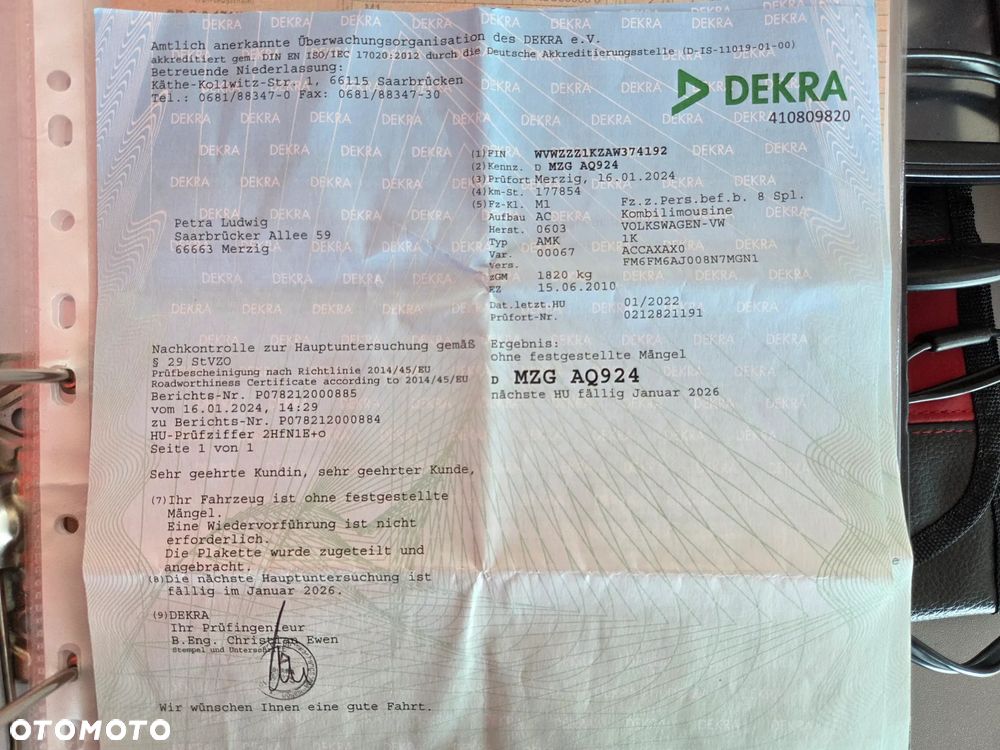 Amtlich anerkannte Überwachungsorganisation des DEKRA e.V.
akkreditiert gem. DIN EN ISO/IEC 17020:2012 durch die Deutsche Akkreditierungsstelle (D-IS-11019-01-00)
Betreuende Niederlassung:
Käthe-Kollwitz-Str. 1, 66115 Saarbrücken
Tel.: 0681/88347-0 Fax: 0681/88347-30
DEKRA
410809820
(1) FIN WVWZZZ1KZAW374192
(2) Kennz. D MZG AQ924
(3) Prüfort Merzig, 16.01.2024
(4) km-St. 177854
(5) Fz-Kl. M1 Fz.z.Pers.bef.b. 8 Spl.
Aufbau AC Kombilimousine
Herst. 0603 VOLKSWAGEN-VW
Typ AMK 1K
Var. 00067 ACCAXAX0
Vers. FM6FM6AJ008N7MGN1
zGM 1820 kg
EZ 15.06.2010
Dat.letzt.HU 01/2022
Prüfort-Nr. 0212821191
Petra Ludwig
Saarbrücker Allee 59
66663 Merzig
Nachkontrolle zur Hauptuntersuchung gemäß
§ 29 StVZO
Prüfbescheinigung nach Richtlinie 2014/45/EU
Roadworthiness Certificate according to 2014/45/EU
Berichts-Nr. P078212000885
vom 16.01.2024, 14:29
zu Berichts-Nr. P078212000884
HU-Prüfziffer 2HfN1E+o
Seite 1 von 1
Ergebnis:
ohne festgestellte Mängel
D MZG AQ924
nächste HU fällig Januar 2026
Sehr geehrte Kundin, sehr geehrter Kunde,
(7) Ihr Fahrzeug ist ohne festgestellte
Mängel.
Eine Wiedervorführung ist nicht
erforderlich.
Die Plakette wurde zugeteilt und
angebracht.
(8) Die nächste Hauptuntersuchung ist
fällig im Januar 2026.
(9) DEKRA
Ihr Prüfingenieur
B.Eng. Christian Ewen
Stempel und Unterschrift
Wir wünschen Ihnen eine gute Fahrt.
OTOMOTO